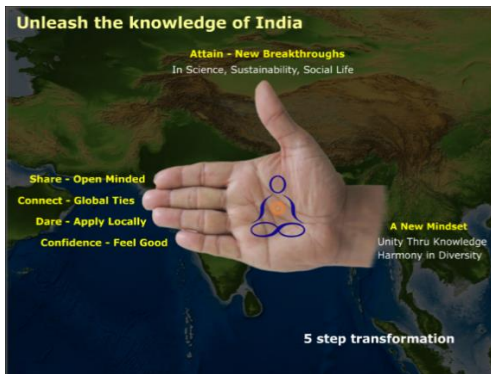 Unleash the knowledge of India
Attain - New Breakthroughs
In Science, Sustainability, Social Life
Share - Open Minded
Connect - Global Ties
Dare - Apply Locally
Confidence - Feel Good
A New Mindset
Unity Thru Knowledge
Harmony in Diversity
5 step transformation